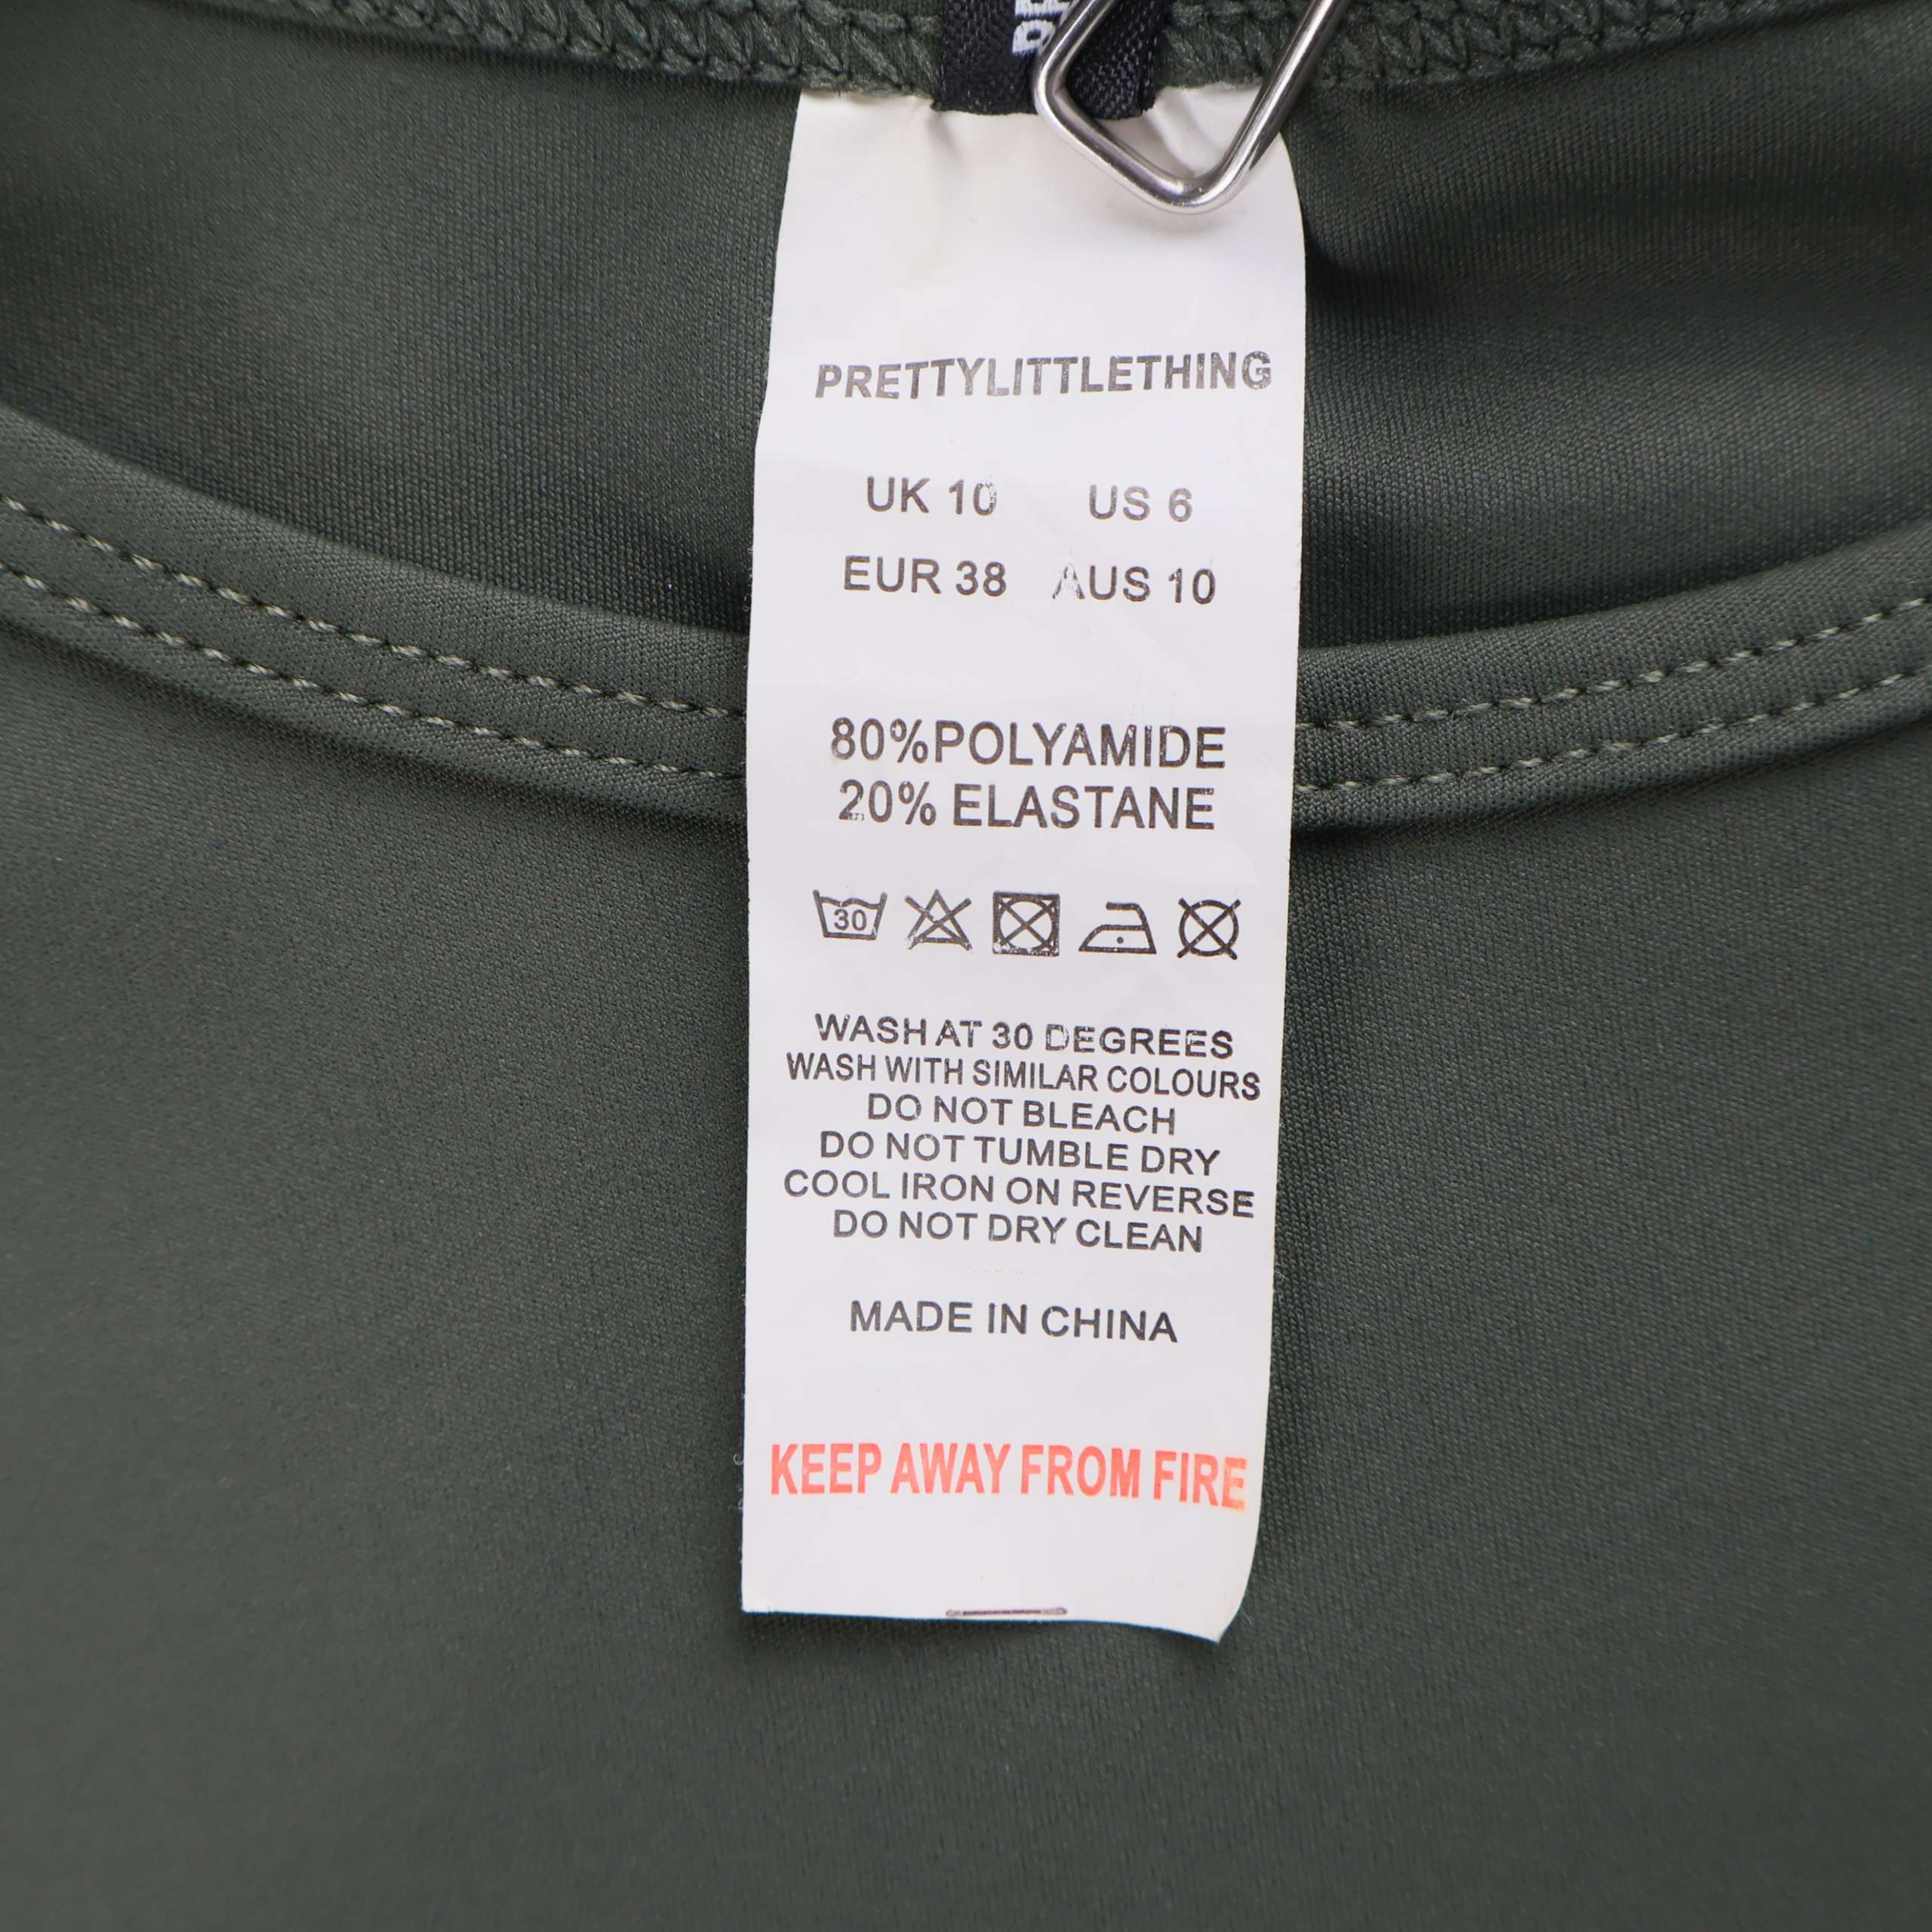 PRETTYLITTLETHING
UK 10 US 6
EUR 38 AUS 10
80%POLYAMIDE
20% ELASTANE
30
WASH AT 30 DEGREES
WASH WITH SIMILAR COLOURS
DO NOT BLEACH
DO NOT TUMBLE DRY
COOL IRON ON REVERSE
DO NOT DRY CLEAN
MADE IN CHINA
KEEP AWAY FROM FIRE